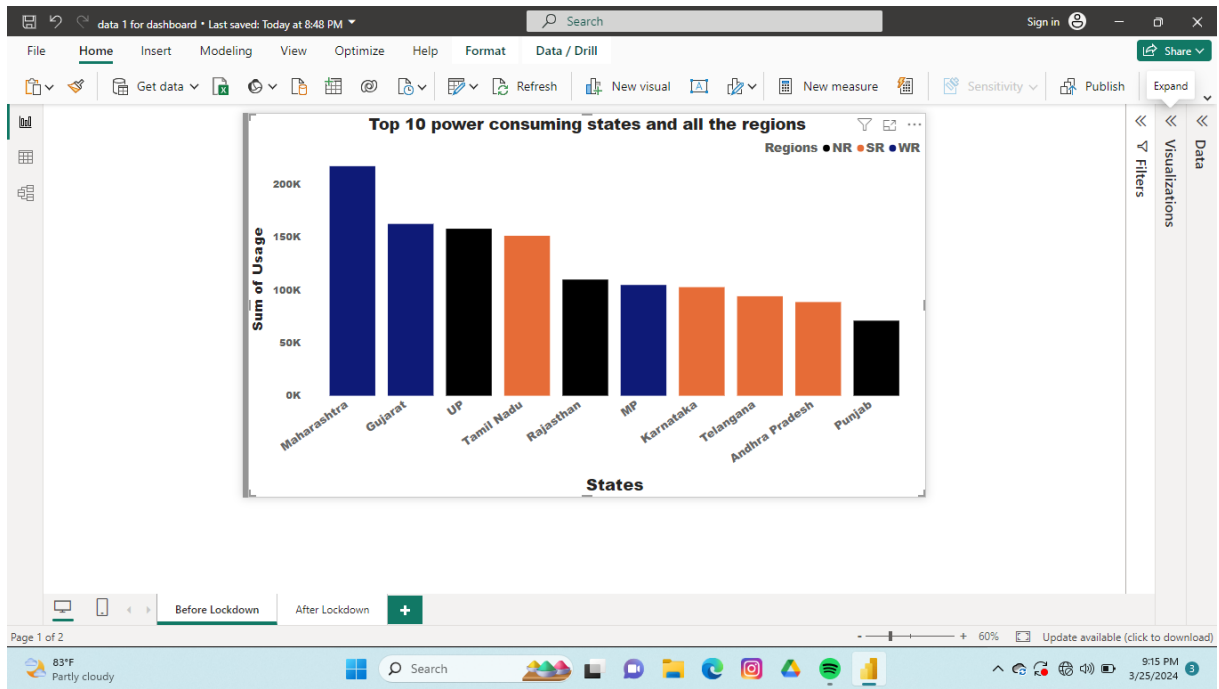 data 1 for dashboard • Last saved: Today at 8:48 PM
Search
Sign in
File Home Insert Modeling View Optimize Help Format Data / Drill
Share
Get data
Refresh
New visual
New measure
Sensitivity
Publish
Expand
Top 10 power consuming states and all the regions
Regions NR SR WR
Sum of Usage
200K
150K
100K
50K
0K
Maharashtra
Gujarat
UP
Tamil Nadu
Rajasthan
MP
Karnataka
Telangana
Andhra Pradesh
Punjab
States
Filters
Visualizations
Data
Before Lockdown
After Lockdown
+
Page 1 of 2
- + 60%
Update available (click to download)
83°F
Partly cloudy
Search
9:15 PM
3/25/2024
3